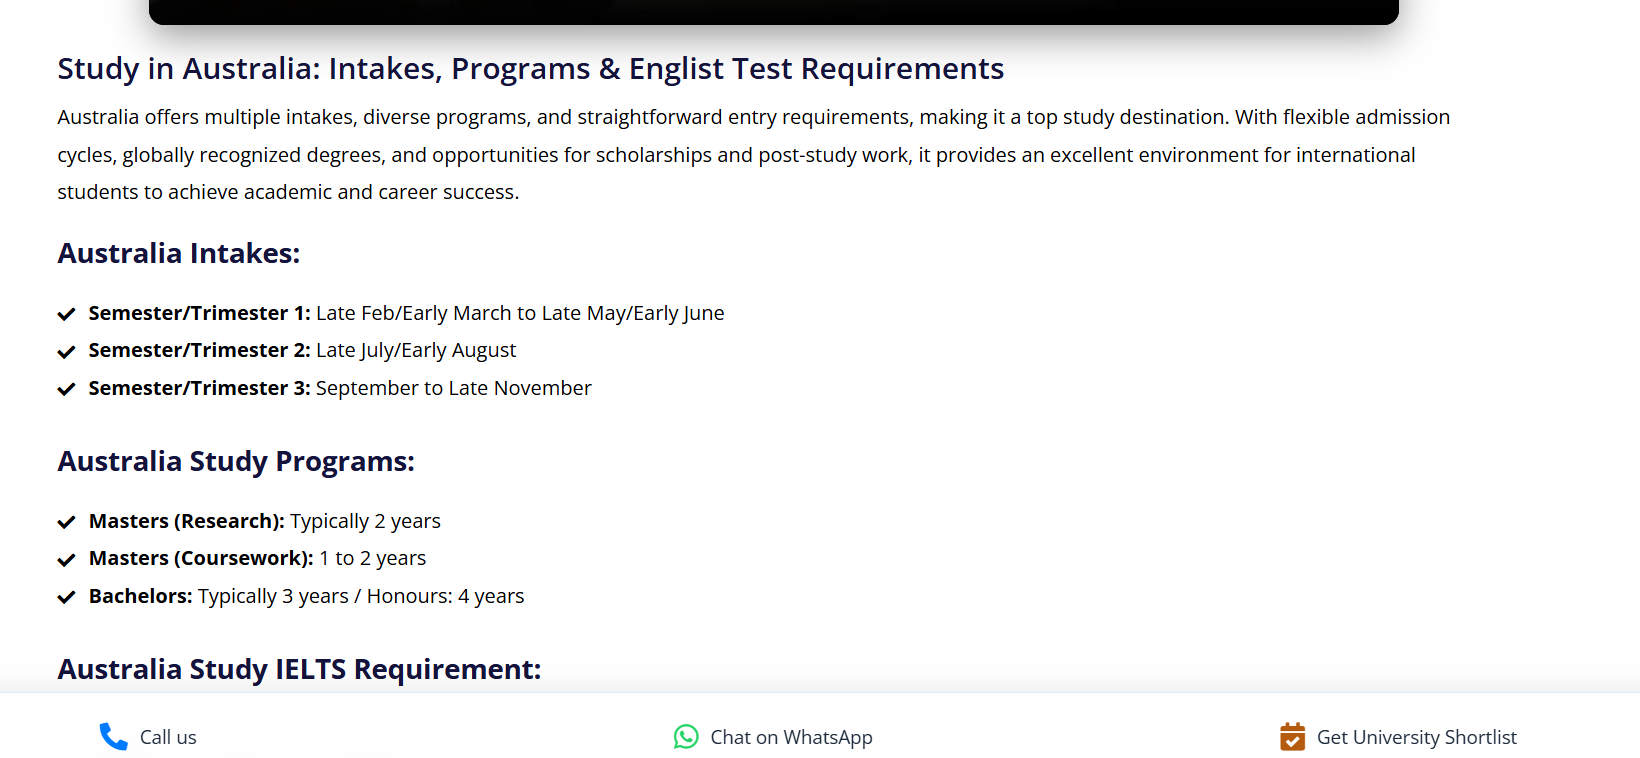 Study in Australia: Intakes, Programs & Englist Test Requirements
Australia offers multiple intakes, diverse programs, and straightforward entry requirements, making it a top study destination. With flexible admission
cycles, globally recognized degrees, and opportunities for scholarships and post-study work, it provides an excellent environment for international
students to achieve academic and career success.
Australia Intakes:
Semester/Trimester 1: Late Feb/Early March to Late May/Early June
Semester/Trimester 2: Late July/Early August
Semester/Trimester 3: September to Late November
Australia Study Programs:
Masters (Research): Typically 2 years
Masters (Coursework): 1 to 2 years
Bachelors: Typically 3 years / Honours: 4 years
Australia Study IELTS Requirement:
Call us
Chat on WhatsApp
Get University Shortlist